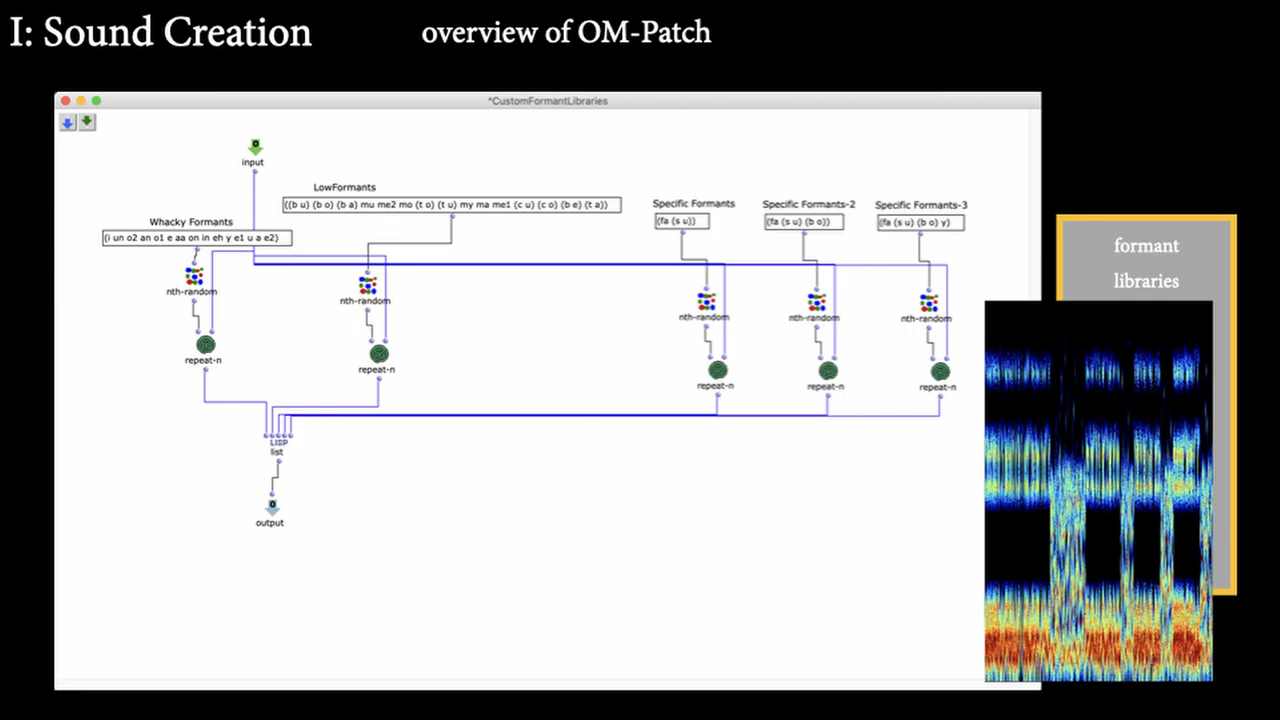 I: Sound Creation
overview of OM-Patch
*CustomFormantLibraries
0
input
LowFormants
((b u) (b o) (b a) mu me2 mo (t o) (t u) my ma me1 (c u) (c o) (b e) (t a))
Whacky Formants
(i un o2 an o1 e aa on in eh y e1 u a e2)
Specific Formants
(fa (s u))
Specific Formants-2
(fa (s u) (b o))
Specific Formants-3
(fa (s u) (b o) y)
nth-random
nth-random
nth-random
nth-random
nth-random
repeat-n
repeat-n
repeat-n
repeat-n
repeat-n
LISP
list
0
output
formant
libraries